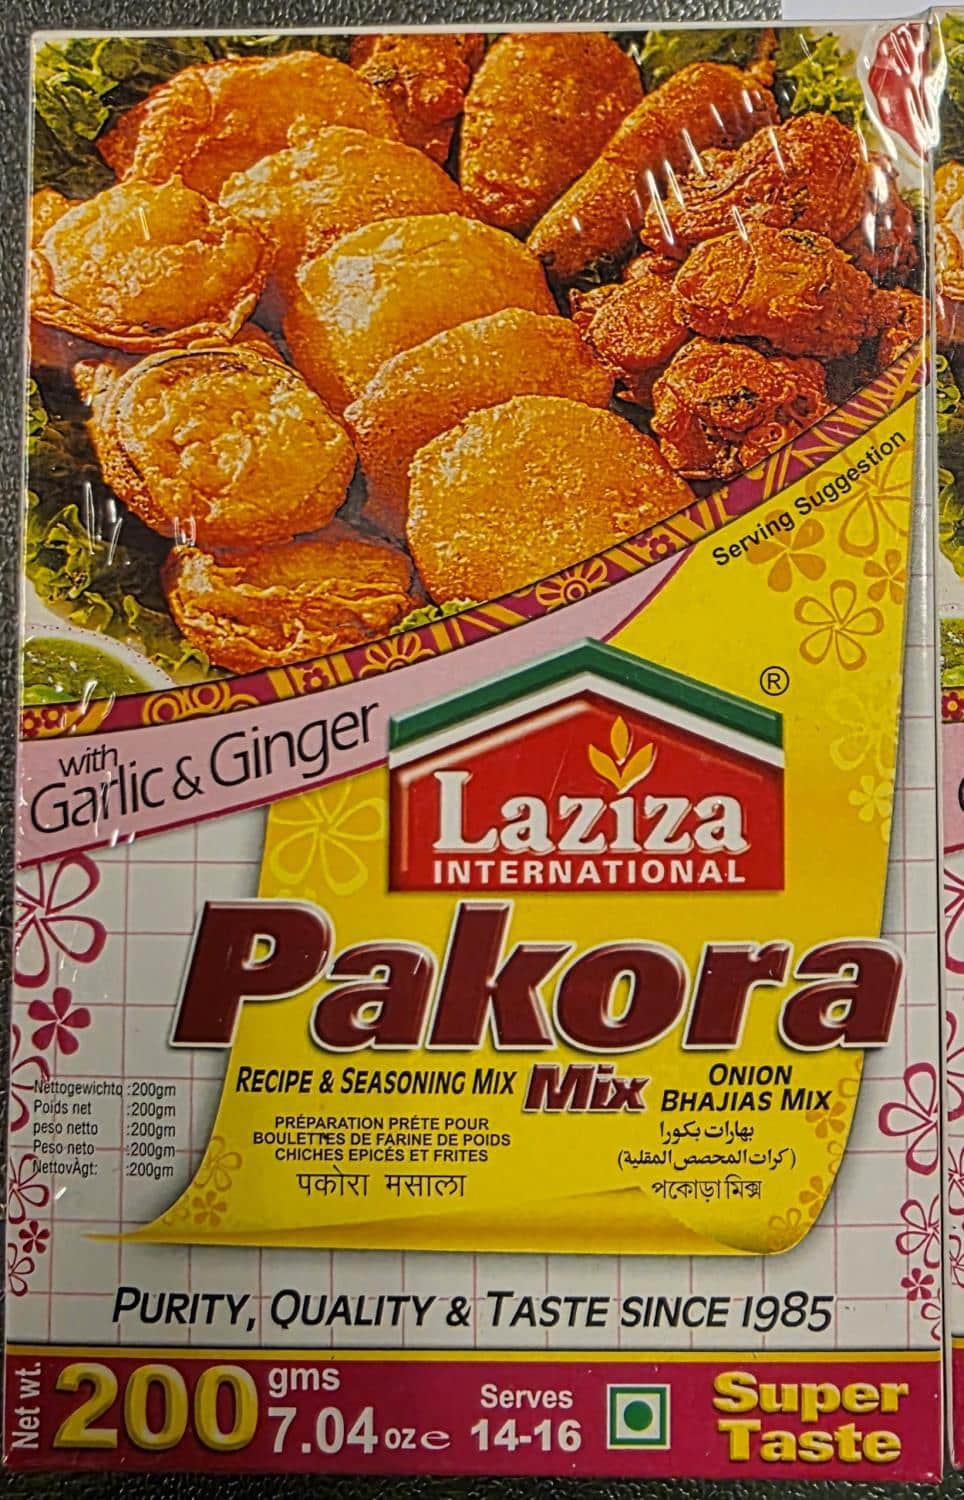 Serving Suggestion
with
Garlic & Ginger
®
Laziza
INTERNATIONAL
Pakora
Mix
RECIPE & SEASONING MIX
ONION
BHAJIAS MIX
PRÉPARATION PRÊTE POUR
BOULETTES DE FARINE DE POIDS
CHICHES EPICÉS ET FRITES
पकोरा मसाला
بهارات بكورا
(كرات المحصص المقلية)
পকোড়া মিক্স
Nettogewichtq :200gm
Poids net :200gm
peso netto :200gm
Peso neto :200gm
NettovÄgt: :200gm
PURITY, QUALITY & TASTE SINCE 1985
Net wt.
200 gms
7.04 oz e
Serves
14-16
Super
Taste